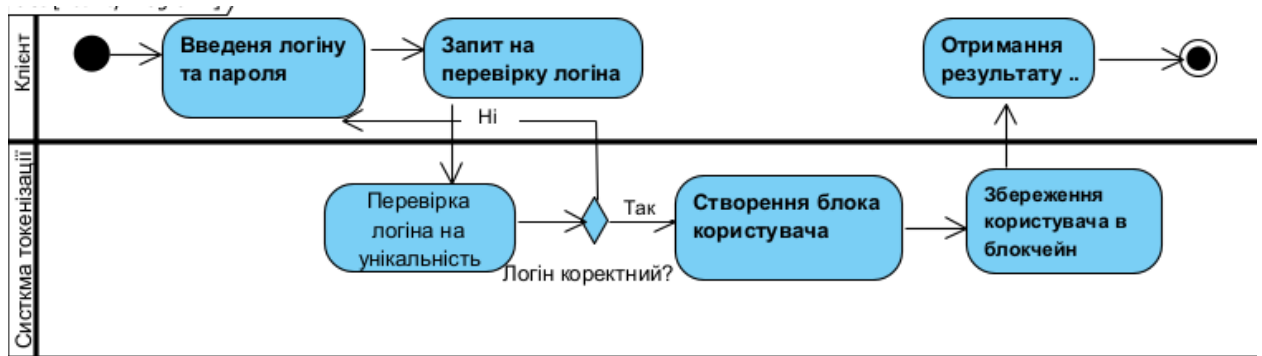 Клієнт
Введеня логіну
та пароля
Запит на
перевірку логіна
Отримання
результату ..
Ні
Систкма токенізації
Перевірка
логіна на
унікальність
Так
Логін коректний?
Створення блока
користувача
Збереження
користувача в
блокчейн